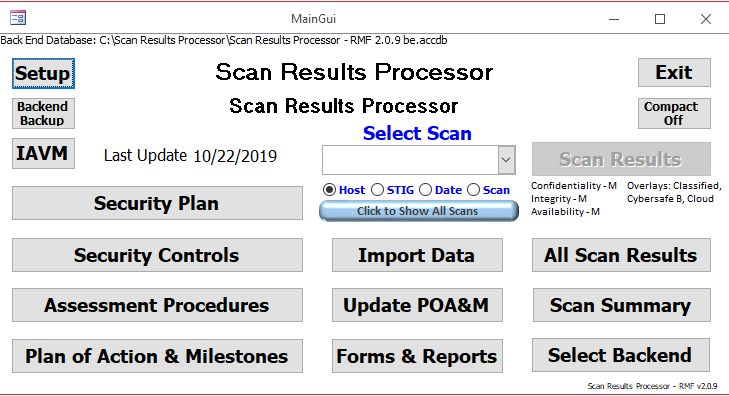 MainGui
Back End Database: C:\Scan Results Processor\Scan Results Processor - RMF 2.0.9 be.accdb
Setup
Scan Results Processor
Exit
Backend
Backup
Scan Results Processor
Compact
Off
Select Scan
IAVM
Last Update 10/22/2019
Scan Results
Host STIG Date Scan
Click to Show All Scans
Confidentiality - M
Integrity - M
Availability - M
Overlays: Classified,
Cybersafe B, Cloud
Security Plan
Security Controls
Import Data
All Scan Results
Assessment Procedures
Update POA&M
Scan Summary
Plan of Action & Milestones
Forms & Reports
Select Backend
Scan Results Processor - RMF v2.0.9